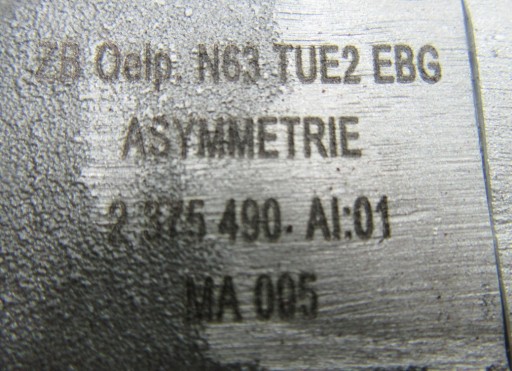 ZB Oelp. N63 TUE2 EBG
ASYMMETRIE
2 375 490. AI:01
MA 005